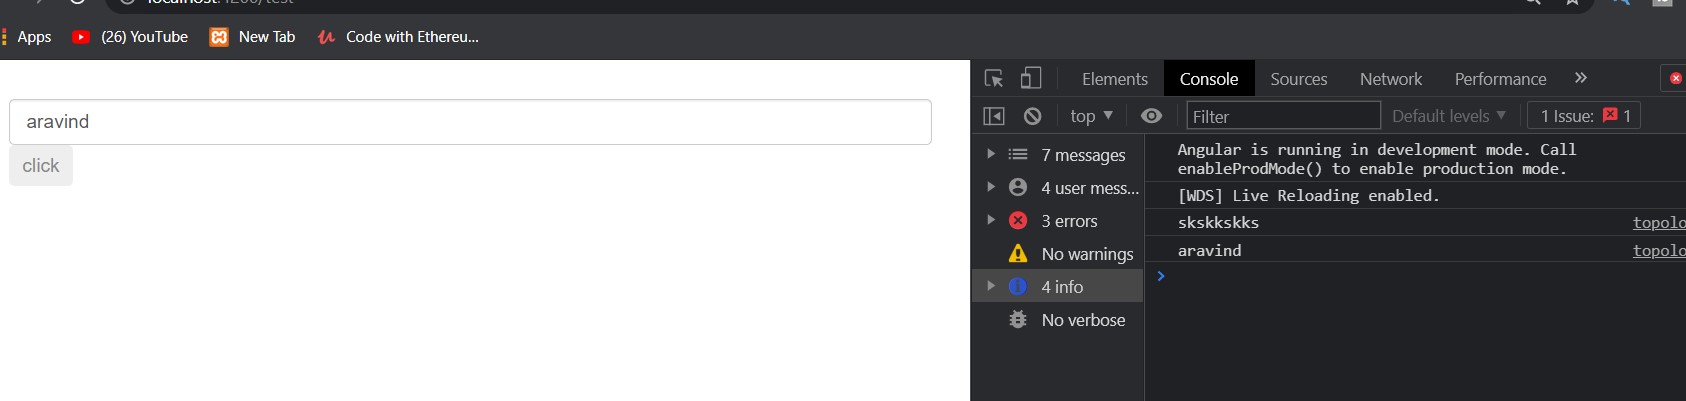 localhost:4200/test
Apps (26) YouTube New Tab Code with Ethereu...
aravind
click
Elements Console Sources Network Performance »
top ▼ Filter Default levels ▼ 1 Issue: 1
7 messages
4 user mess...
3 errors
No warnings
4 info
No verbose
Angular is running in development mode. Call
enableProdMode() to enable production mode.
[WDS] Live Reloading enabled.
skskkskks topolo
aravind topolo